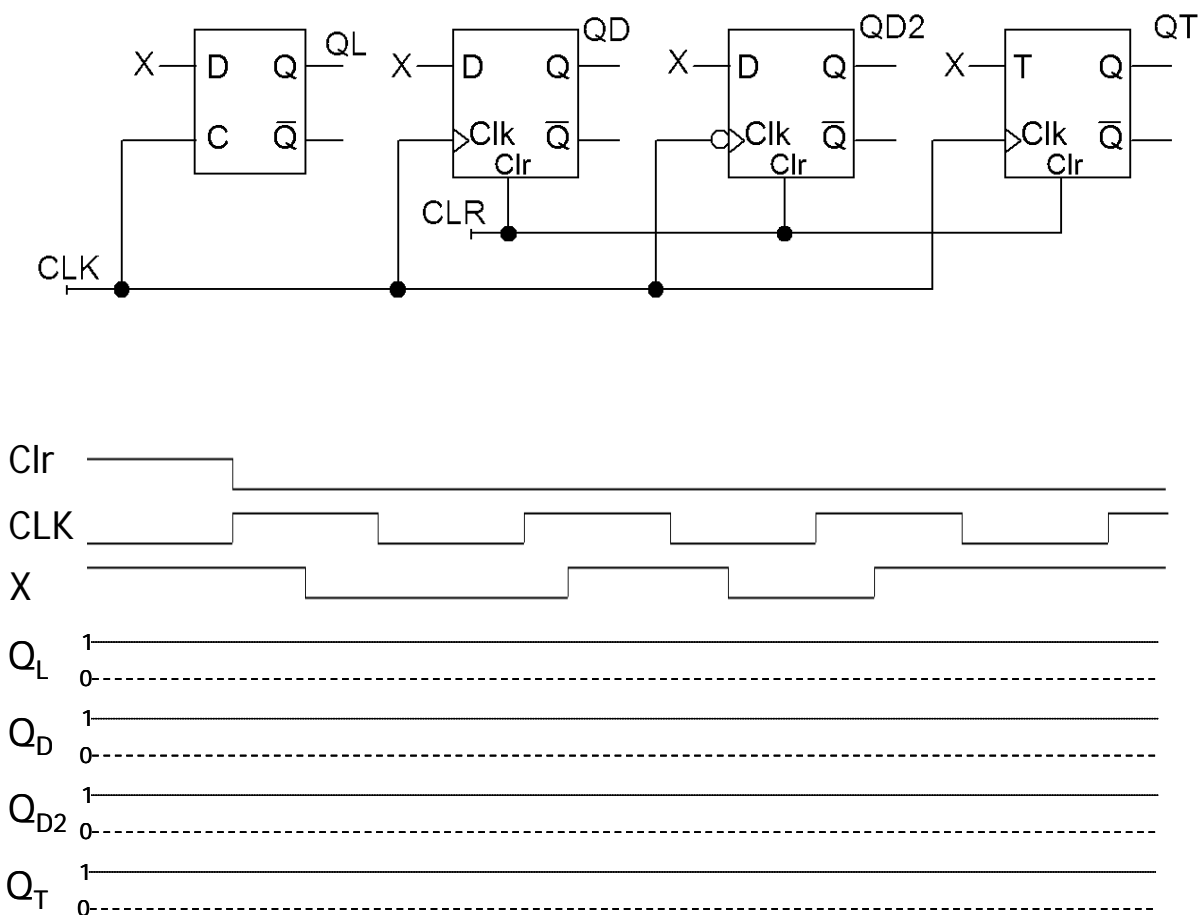 QL
QD
QD2
QT
X D Q
X D Q
X D Q
X T Q
C Q̅
Clk Q̅
Clk Q̅
Clk Q̅
Clr
Clr
Clr
CLR
CLK
Clr
CLK
X
QL 1
0
QD 1
0
QD2 1
0
QT 1
0